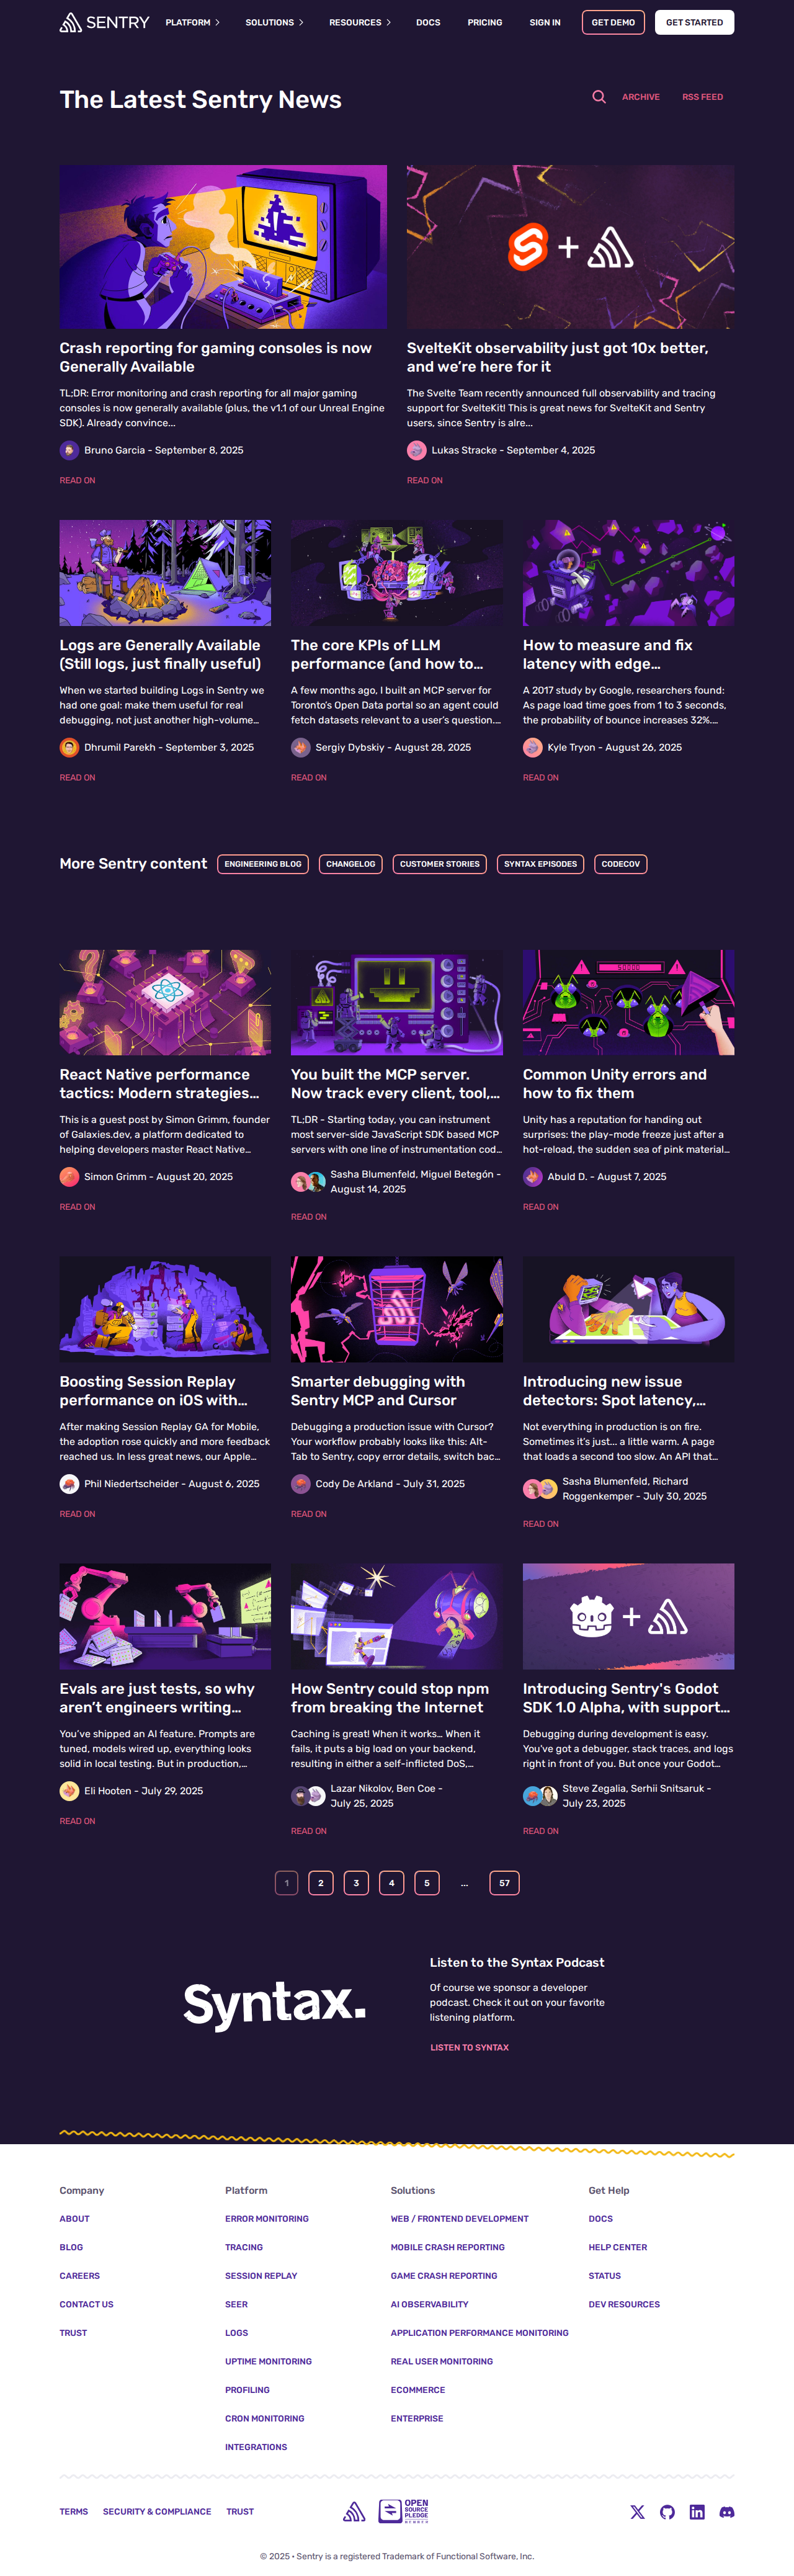 SENTRY PLATFORM SOLUTIONS RESOURCES DOCS PRICING SIGN IN GET DEMO GET STARTED
The Latest Sentry News
ARCHIVE RSS FEED
Crash reporting for gaming consoles is now
Generally Available
TL;DR: Error monitoring and crash reporting for all major gaming
consoles is now generally available (plus, the v1.1 of our Unreal Engine
SDK). Already convince...
Bruno Garcia - September 8, 2025
READ ON
SvelteKit observability just got 10x better,
and we’re here for it
The Svelte Team recently announced full observability and tracing
support for SvelteKit! This is great news for SvelteKit and Sentry
users, since Sentry is alre...
Lukas Stracke - September 4, 2025
READ ON
Logs are Generally Available
(Still logs, just finally useful)
When we started building Logs in Sentry we
had one goal: make them useful for real
debugging, not just another high-volume…
Dhrumil Parekh - September 3, 2025
READ ON
The core KPIs of LLM
performance (and how to…
A few months ago, I built an MCP server for
Toronto’s Open Data portal so an agent could
fetch datasets relevant to a user’s question.…
Sergiy Dybskiy - August 28, 2025
READ ON
How to measure and fix
latency with edge…
A 2017 study by Google, researchers found:
As page load time goes from 1 to 3 seconds,
the probability of bounce increases 32%.…
Kyle Tryon - August 26, 2025
READ ON
More Sentry content ENGINEERING BLOG CHANGELOG CUSTOMER STORIES SYNTAX EPISODES CODECOV
React Native performance
tactics: Modern strategies…
This is a guest post by Simon Grimm, founder
of Galaxies.dev, a platform dedicated to
helping developers master React Native…
Simon Grimm - August 20, 2025
READ ON
You built the MCP server.
Now track every client, tool,…
TL;DR - Starting today, you can instrument
most server-side JavaScript SDK based MCP
servers with one line of instrumentation cod…
Sasha Blumenfeld, Miguel Betegón -
August 14, 2025
READ ON
Common Unity errors and
how to fix them
Unity has a reputation for handing out
surprises: the play-mode freeze just after a
hot-reload, the sudden sea of pink material…
Abuld D. - August 7, 2025
READ ON
Boosting Session Replay
performance on iOS with…
After making Session Replay GA for Mobile,
the adoption rose quickly and more feedback
reached us. In less great news, our Apple…
Phil Niedertscheider - August 6, 2025
READ ON
Smarter debugging with
Sentry MCP and Cursor
Debugging a production issue with Cursor?
Your workflow probably looks like this: Alt-
Tab to Sentry, copy error details, switch bac…
Cody De Arkland - July 31, 2025
READ ON
Introducing new issue
detectors: Spot latency,…
Not everything in production is on fire.
Sometimes it’s just... a little warm. A page
that loads a second too slow. An API that…
Sasha Blumenfeld, Richard
Roggenkemper - July 30, 2025
READ ON
Evals are just tests, so why
aren’t engineers writing…
You’ve shipped an AI feature. Prompts are
tuned, models wired up, everything looks
solid in local testing. But in production,…
Eli Hooten - July 29, 2025
READ ON
How Sentry could stop npm
from breaking the Internet
Caching is great! When it works… When it
fails, it puts a big load on your backend,
resulting in either a self-inflicted DoS,…
Lazar Nikolov, Ben Coe -
July 25, 2025
READ ON
Introducing Sentry's Godot
SDK 1.0 Alpha, with support…
Debugging during development is easy.
You've got a debugger, stack traces, and logs
right in front of you. But once your Godot…
Steve Zegalia, Serhii Snitsaruk -
July 23, 2025
READ ON
1 2 3 4 5 ... 57
Syntax.
Listen to the Syntax Podcast
Of course we sponsor a developer
podcast. Check it out on your favorite
listening platform.
LISTEN TO SYNTAX
Company
ABOUT
BLOG
CAREERS
CONTACT US
TRUST
Platform
ERROR MONITORING
TRACING
SESSION REPLAY
SEER
LOGS
UPTIME MONITORING
PROFILING
CRON MONITORING
INTEGRATIONS
Solutions
WEB / FRONTEND DEVELOPMENT
MOBILE CRASH REPORTING
GAME CRASH REPORTING
AI OBSERVABILITY
APPLICATION PERFORMANCE MONITORING
REAL USER MONITORING
ECOMMERCE
ENTERPRISE
Get Help
DOCS
HELP CENTER
STATUS
DEV RESOURCES
TERMS SECURITY & COMPLIANCE TRUST
OPEN
SOURCE
PLEDGE
MEMBER
© 2025 • Sentry is a registered Trademark of Functional Software, Inc.